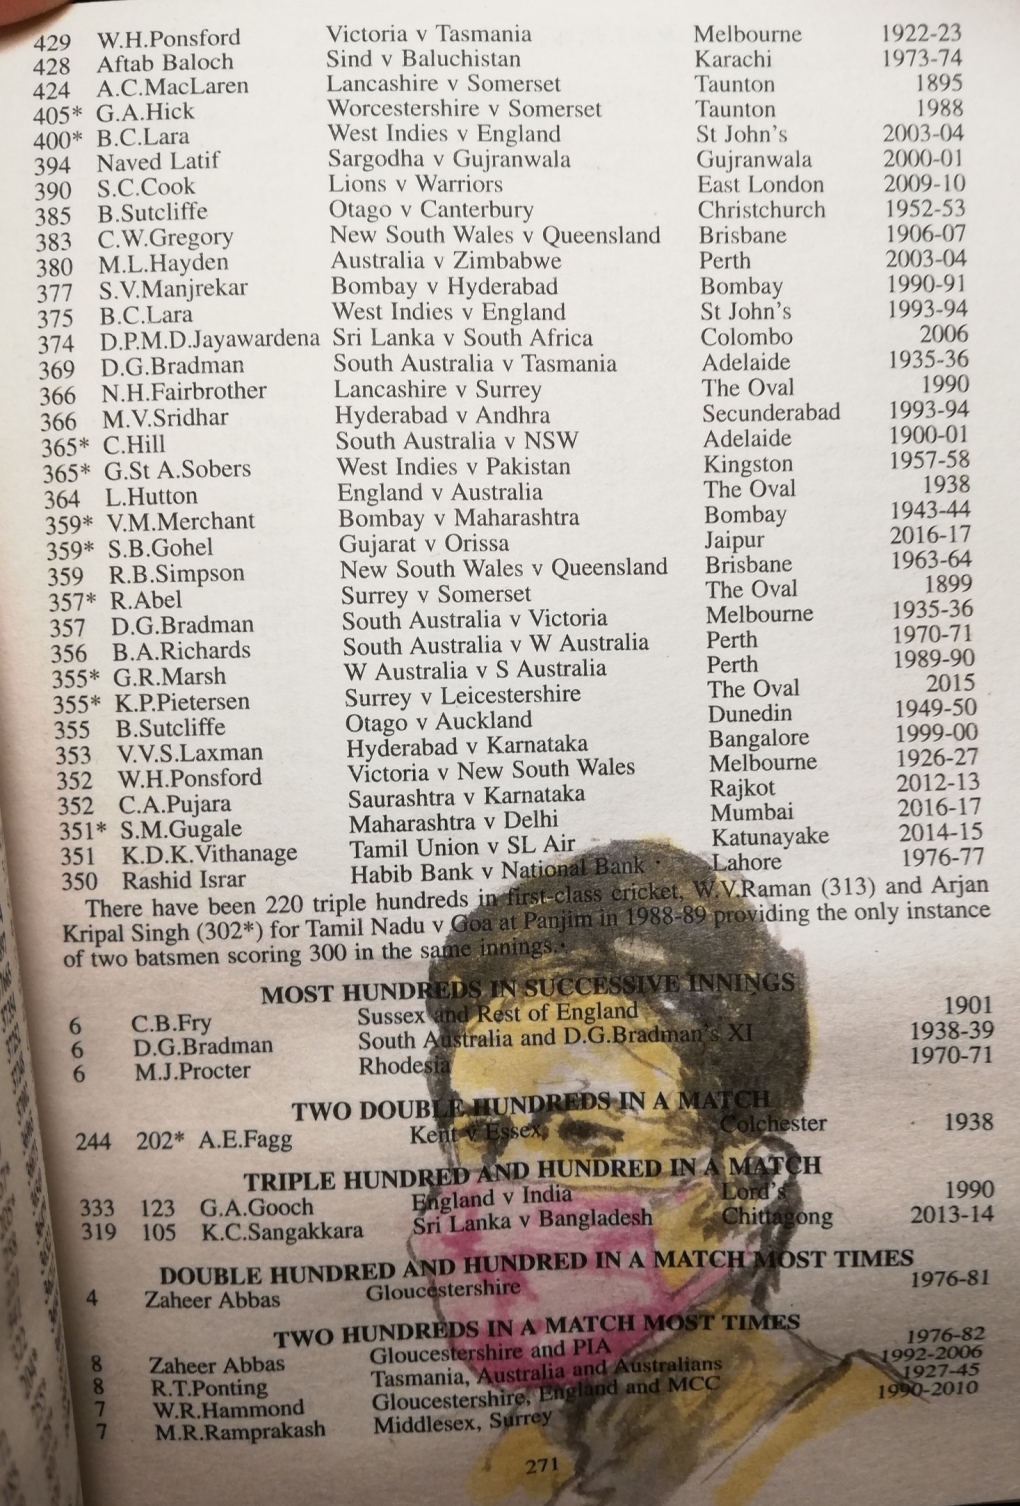 429 W.H.Ponsford Victoria v Tasmania Melbourne 1922-23
428 Aftab Baloch Sind v Baluchistan Karachi 1973-74
424 A.C.MacLaren Lancashire v Somerset Taunton 1895
405* G.A.Hick Worcestershire v Somerset Taunton 1988
400* B.C.Lara West Indies v England St John's 2003-04
394 Naved Latif Sargodha v Gujranwala Gujranwala 2000-01
390 S.C.Cook Lions v Warriors East London 2009-10
385 B.Sutcliffe Otago v Canterbury Christchurch 1952-53
383 C.W.Gregory New South Wales v Queensland Brisbane 1906-07
380 M.L.Hayden Australia v Zimbabwe Perth 2003-04
377 S.V.Manjrekar Bombay v Hyderabad Bombay 1990-91
375 B.C.Lara West Indies v England St John's 1993-94
374 D.P.M.D.Jayawardena Sri Lanka v South Africa Colombo 2006
369 D.G.Bradman South Australia v Tasmania Adelaide 1935-36
366 N.H.Fairbrother Lancashire v Surrey The Oval 1990
366 M.V.Sridhar Hyderabad v Andhra Secunderabad 1993-94
365* C.Hill South Australia v NSW Adelaide 1900-01
365* G.St A.Sobers West Indies v Pakistan Kingston 1957-58
364 L.Hutton England v Australia The Oval 1938
359* V.M.Merchant Bombay v Maharashtra Bombay 1943-44
359* S.B.Gohel Gujarat v Orissa Jaipur 2016-17
359 R.B.Simpson New South Wales v Queensland Brisbane 1963-64
357* R.Abel Surrey v Somerset The Oval 1899
357 D.G.Bradman South Australia v Victoria Melbourne 1935-36
356 B.A.Richards South Australia v W Australia Perth 1970-71
355* G.R.Marsh W Australia v S Australia Perth 1989-90
355* K.P.Pietersen Surrey v Leicestershire The Oval 2015
355 B.Sutcliffe Otago v Auckland Dunedin 1949-50
353 V.V.S.Laxman Hyderabad v Karnataka Bangalore 1999-00
352 W.H.Ponsford Victoria v New South Wales Melbourne 1926-27
352 C.A.Pujara Saurashtra v Karnataka Rajkot 2012-13
351* S.M.Gugale Maharashtra v Delhi Mumbai 2016-17
351 K.D.K.Vithanage Tamil Union v SL Air Katunayake 2014-15
350 Rashid Israr Habib Bank v National Bank Lahore 1976-77
There have been 220 triple hundreds in first-class cricket, W.V.Raman (313) and Arjan
Kripal Singh (302*) for Tamil Nadu v Goa at Panjim in 1988-89 providing the only instance
of two batsmen scoring 300 in the same innings.
MOST HUNDREDS IN SUCCESSIVE INNINGS
6 C.B.Fry Sussex and Rest of England 1901
6 D.G.Bradman South Australia and D.G.Bradman's XI 1938-39
6 M.J.Procter Rhodesia 1970-71
TWO DOUBLE HUNDREDS IN A MATCH
244 202* A.E.Fagg Kent v Essex Colchester 1938
TRIPLE HUNDRED AND HUNDRED IN A MATCH
333 123 G.A.Gooch England v India Lord's 1990
319 105 K.C.Sangakkara Sri Lanka v Bangladesh Chittagong 2013-14
DOUBLE HUNDRED AND HUNDRED IN A MATCH MOST TIMES
4 Zaheer Abbas Gloucestershire 1976-81
TWO HUNDREDS IN A MATCH MOST TIMES
8 Zaheer Abbas Gloucestershire and PIA 1976-82
8 R.T.Ponting Tasmania, Australia and Australians 1992-2006
7 W.R.Hammond Gloucestershire, England and MCC 1927-45
7 M.R.Ramprakash Middlesex, Surrey 1990-2010
271